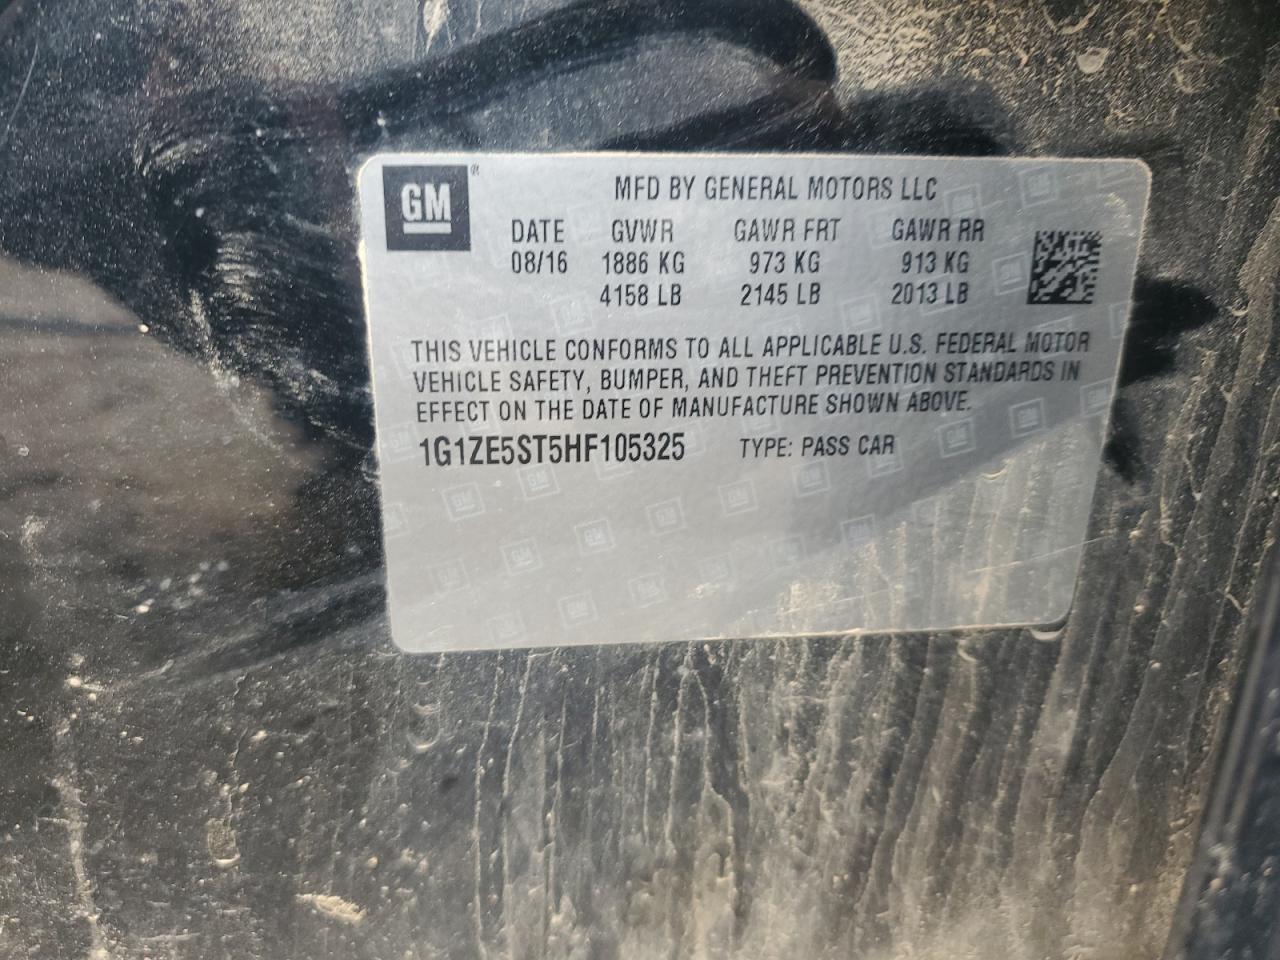 GM ®
MFD BY GENERAL MOTORS LLC
DATE GVWR GAWR FRT GAWR RR
08/16 1886 KG 973 KG 913 KG
4158 LB 2145 LB 2013 LB
THIS VEHICLE CONFORMS TO ALL APPLICABLE U.S. FEDERAL MOTOR
VEHICLE SAFETY, BUMPER, AND THEFT PREVENTION STANDARDS IN
EFFECT ON THE DATE OF MANUFACTURE SHOWN ABOVE.
1G1ZE5ST5HF105325 TYPE: PASS CAR